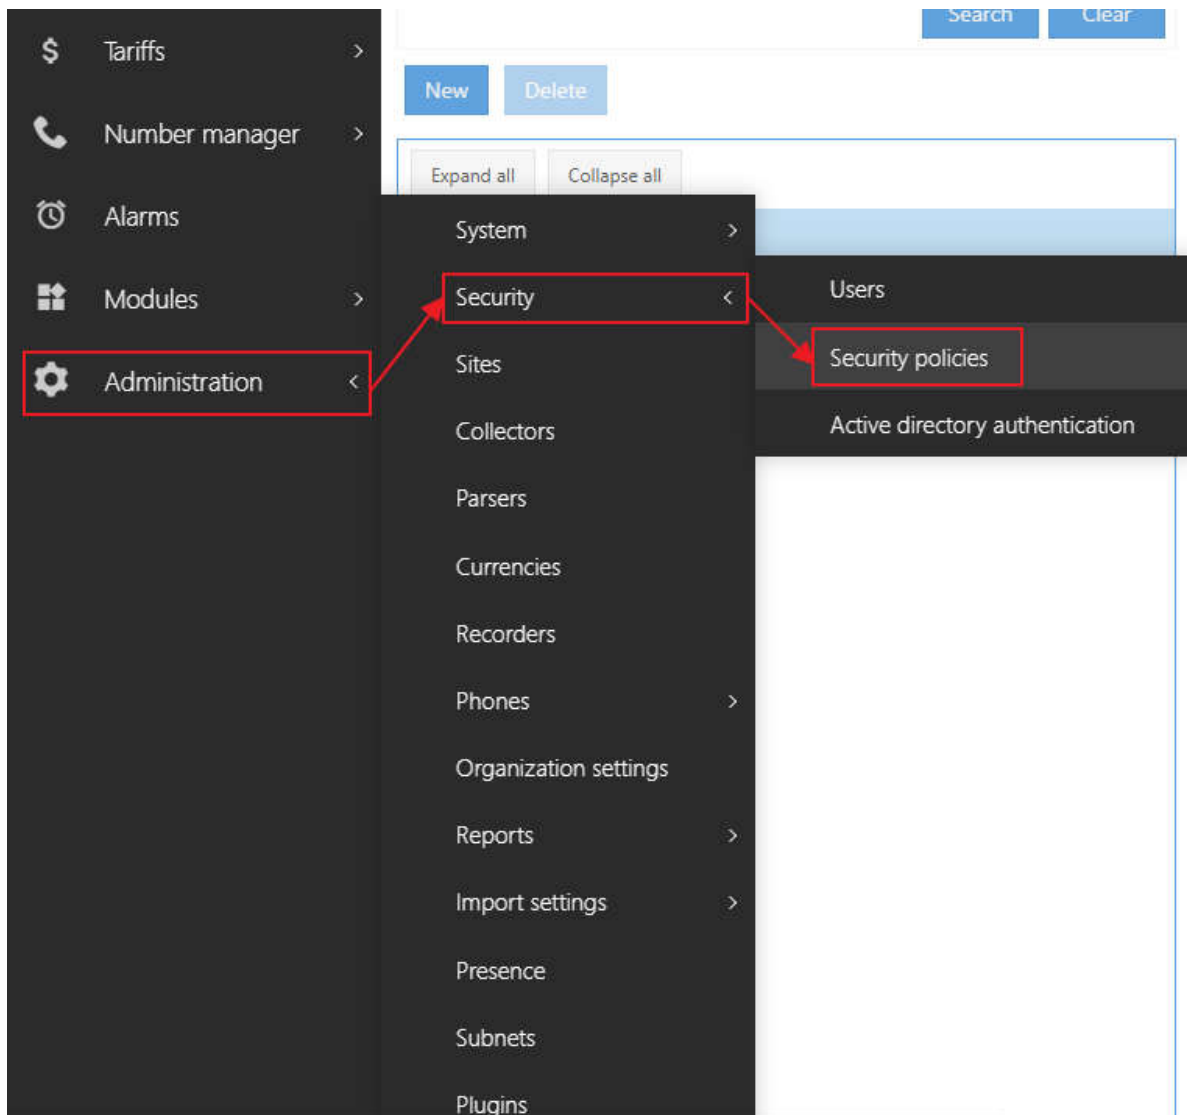 Search Clear
$ Tariffs >
New Delete
Number manager >
Expand all Collapse all
Alarms
System >
Modules >
Security <
Users
Sites
Security policies
Administration <
Collectors
Active directory authentication
Parsers
Currencies
Recorders
Phones >
Organization settings
Reports >
Import settings >
Presence
Subnets
Plugins